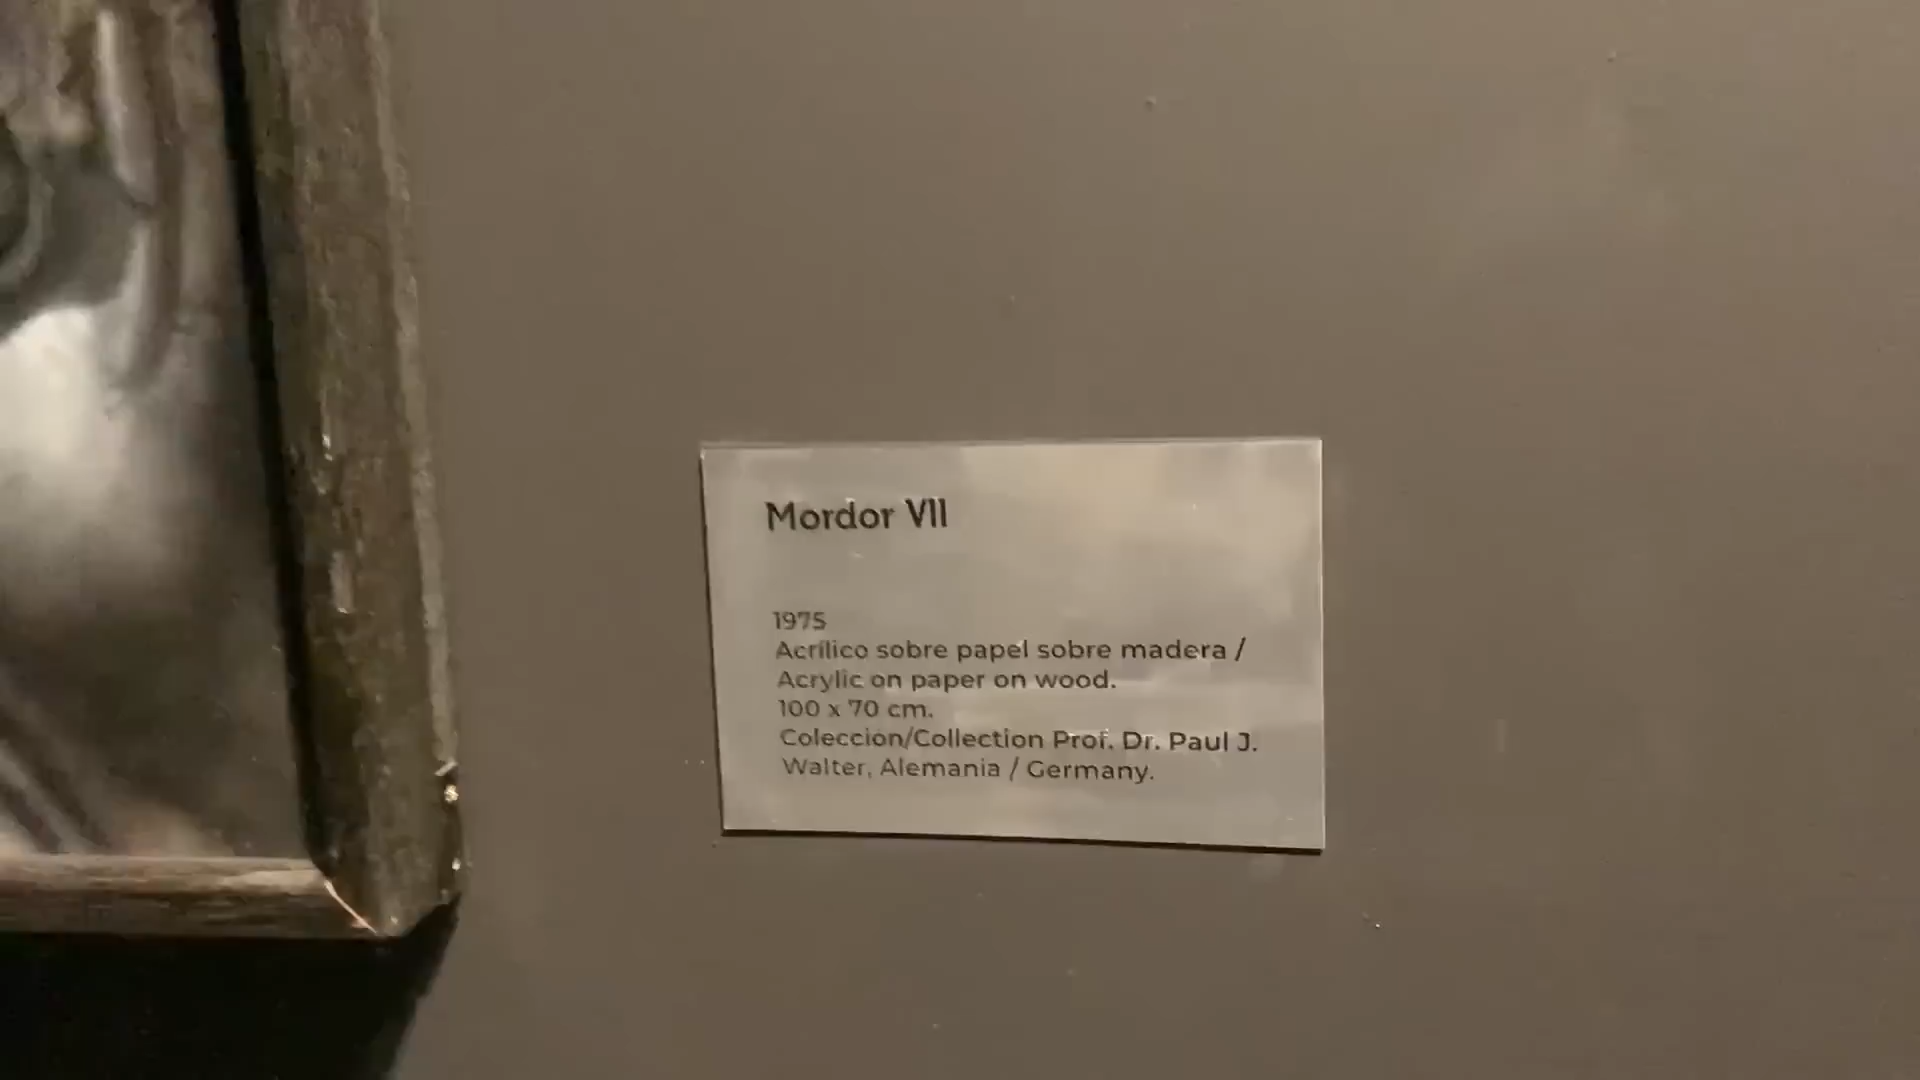 Mordor VII
1975
Acrílico sobre papel sobre madera /
Acrylic on paper on wood.
100 x 70 cm.
Colección/Collection Prof. Dr. Paul J.
Walter, Alemania / Germany.